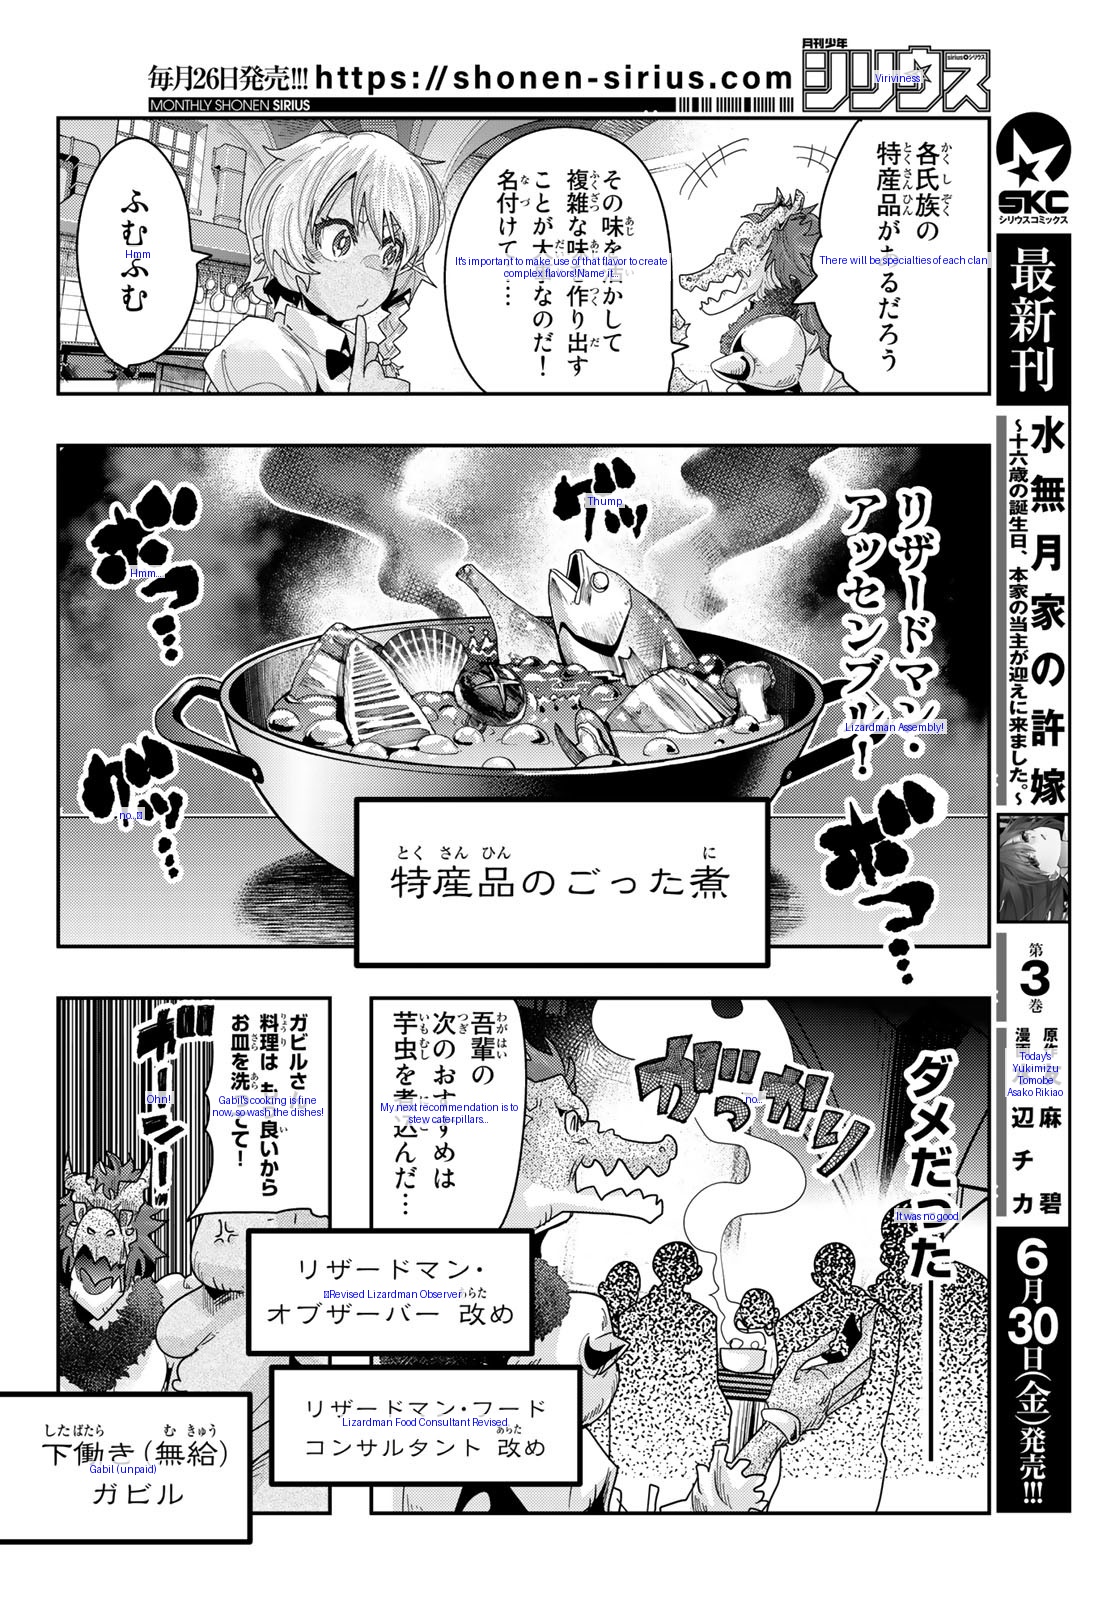 毎月26日発売!!! https://shonen-sirius.com
MONTHLY SHONEN SIRIUS
月刊少年
シリウス
Viriviness
SKC
シリウスコミックス
最新刊
水無月家の許嫁
～十六歳の誕生日、本家の当主が迎えに来ました。～
第3巻
原
漫
Today's
Yukimizu
Tomobe
Asako Rikiao
麻
碧
辺チカ
6月30日(金)発売!!!
各氏族の
特産品があるだろう
There will be specialties of each clan
その味を活かして
複雑な味を作り出す
ことが大事なのだ!
名付けて……
It's important to make use of that flavor to create
complex flavors!Name it...
ふむふむ
Hmm
リザードマン・
アッセンブル!
Lizardman Assembly!
ボッ
Thump
ボコッ…
Hmm...
ボコッ…
no...
ボコッ…
特産品のごった煮
ダメだった――
It was no good
がっかり
no...
吾輩の
次のおすすめは
芋虫を煮込んだ…
My next recommendation is to
stew caterpillars...
ガビルさ
料理はも 良いから
お皿を洗 て!
Gabil's cooking is fine
now, so wash the dishes!
ガーン
Ohn!
リザードマン・
オブザーバー 改め
Revised Lizardman Observer
リザードマン・フード
コンサルタント 改め
Lizardman Food Consultant Revised
下働き(無給)
ガビル
Gabil (unpaid)